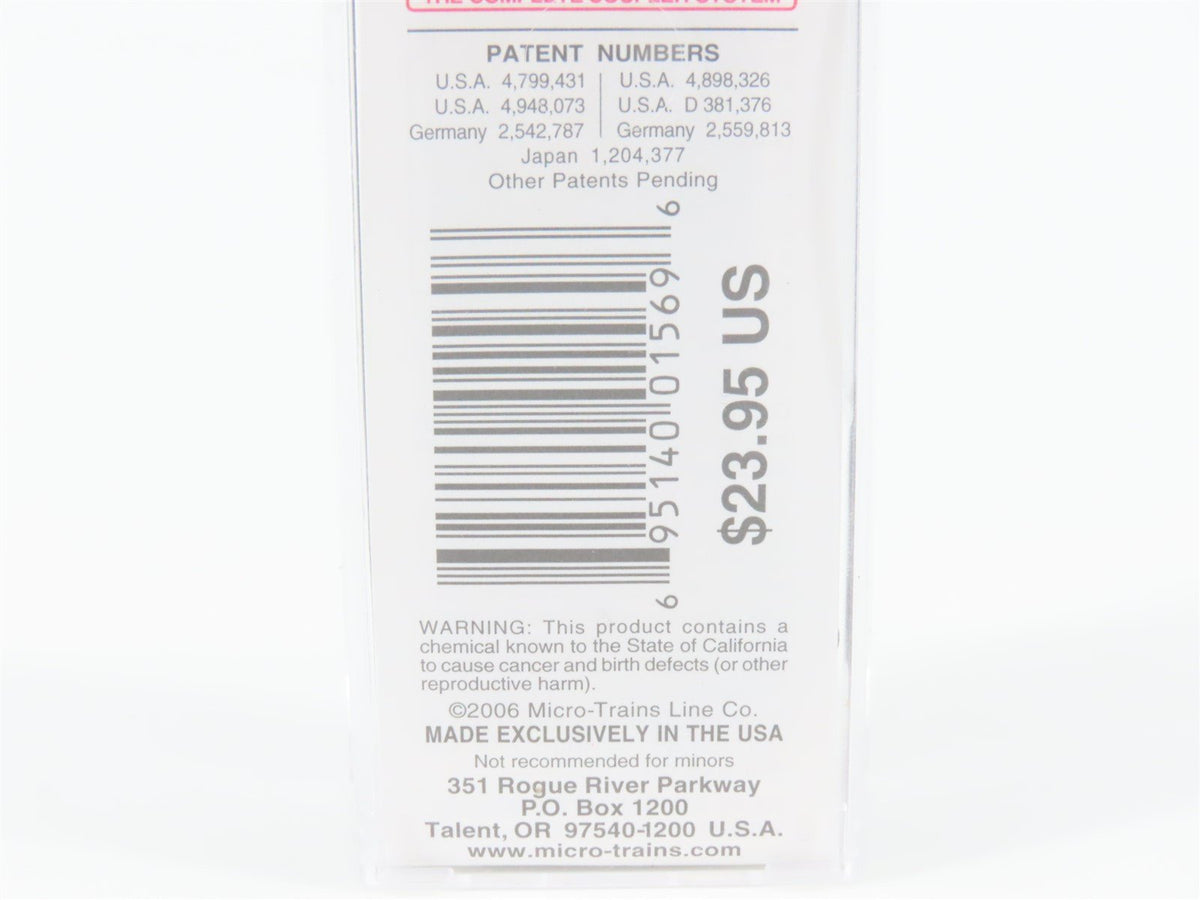 THE COMPLETE COUPLER SYSTEM
PATENT NUMBERS
U.S.A. 4,799,431 | U.S.A. 4,898,326
U.S.A. 4,948,073 | U.S.A. D 381,376
Germany 2,542,787 | Germany 2,559,813
Japan 1,204,377
Other Patents Pending
6 95140 01569 6
$23.95 US
WARNING: This product contains a
chemical known to the State of California
to cause cancer and birth defects (or other
reproductive harm).
©2006 Micro-Trains Line Co.
MADE EXCLUSIVELY IN THE USA
Not recommended for minors
351 Rogue River Parkway
P.O. Box 1200
Talent, OR 97540-1200 U.S.A.
www.micro-trains.com